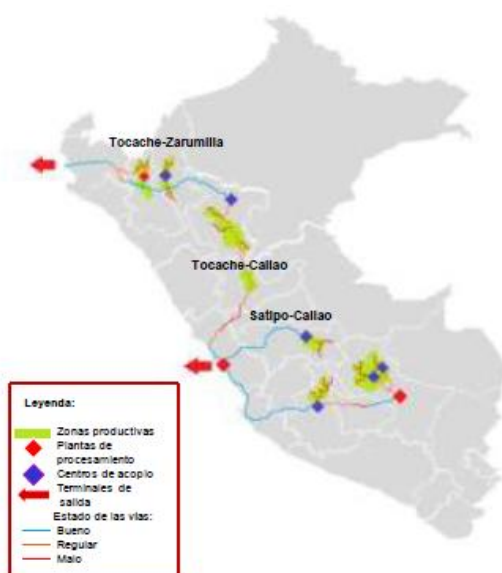 Tocache-Zarumilla
Tocache-Callao
Satipo-Callao
Leyenda:
Zonas productivas
Plantas de
procesamiento
Centros de acopio
Terminales de
salida
Estado de las vías:
Bueno
Regular
Malo